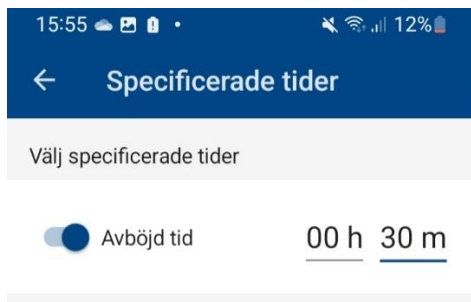 15:55 12%
Specificerade tider
Välj specificerade tider
Avböjd tid 00 h 30 m